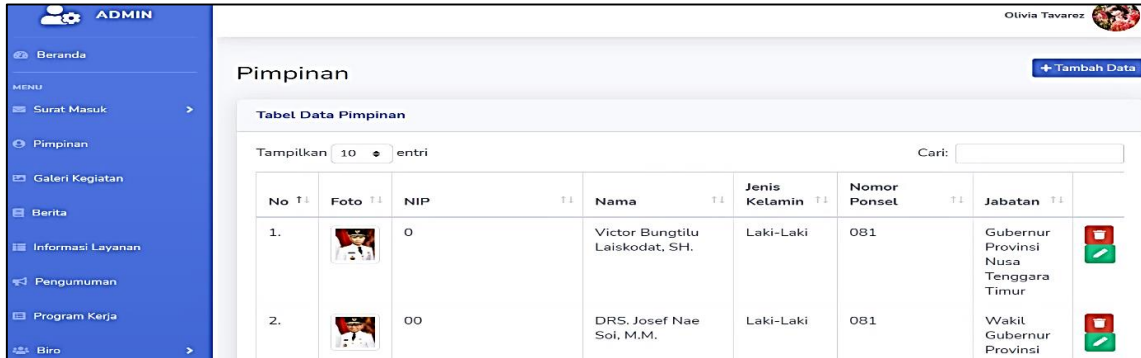 ADMIN
Olivia Tavarez
Beranda
Pimpinan
+ Tambah Data
MENU
Surat Masuk
Tabel Data Pimpinan
Pimpinan
Tampilkan 10 entri
Cari:
Galeri Kegiatan
Berita
Informasi Layanan
Pengumuman
Program Kerja
Biro
No Foto NIP Nama Jenis Kelamin Nomor Ponsel Jabatan
1. 0 Victor Bungtilu Laki-Laki 081 Gubernur
Laiskodat, SH. Provinsi
Nusa
Tenggara
Timur
2. 00 DRS. Josef Nae Laki-Laki 081 Wakil
Soi, M.M. Gubernur
Provinsi